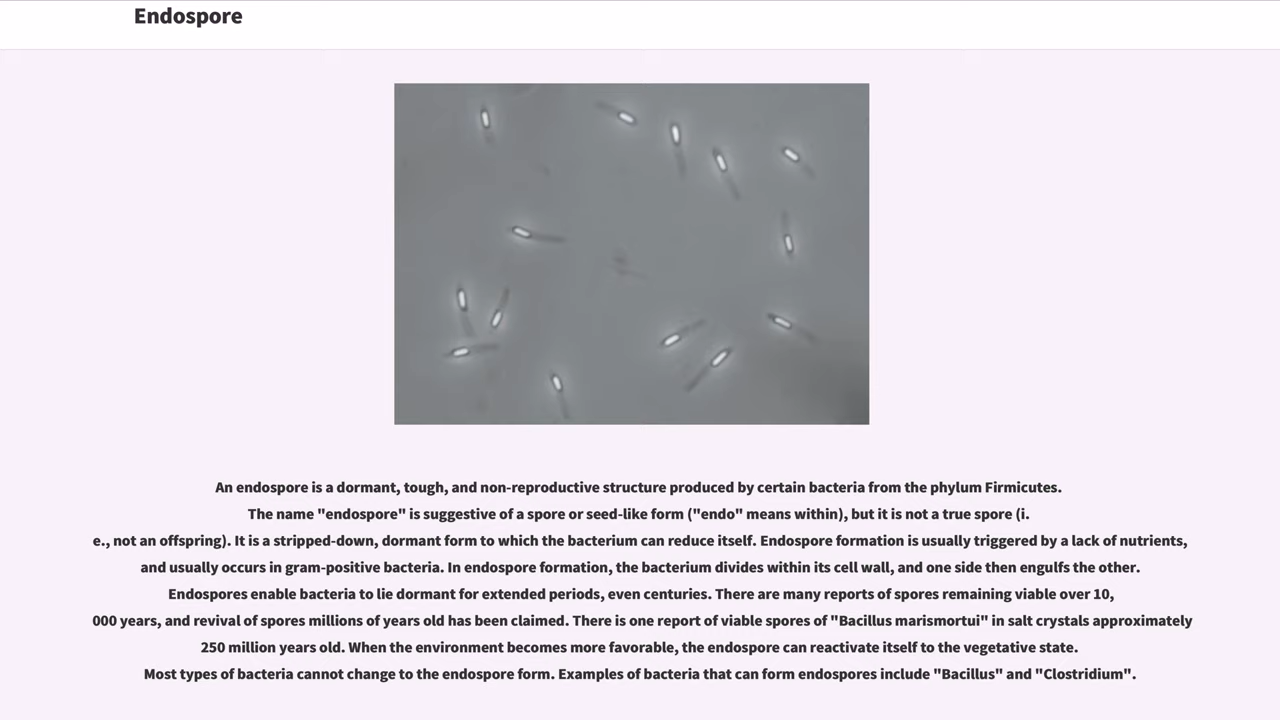 Endospore
An endospore is a dormant, tough, and non-reproductive structure produced by certain bacteria from the phylum Firmicutes.
The name "endospore" is suggestive of a spore or seed-like form ("endo" means within), but it is not a true spore (i.
e., not an offspring). It is a stripped-down, dormant form to which the bacterium can reduce itself. Endospore formation is usually triggered by a lack of nutrients,
and usually occurs in gram-positive bacteria. In endospore formation, the bacterium divides within its cell wall, and one side then engulfs the other.
Endospores enable bacteria to lie dormant for extended periods, even centuries. There are many reports of spores remaining viable over 10,
000 years, and revival of spores millions of years old has been claimed. There is one report of viable spores of "Bacillus marismortui" in salt crystals approximately
250 million years old. When the environment becomes more favorable, the endospore can reactivate itself to the vegetative state.
Most types of bacteria cannot change to the endospore form. Examples of bacteria that can form endospores include "Bacillus" and "Clostridium".